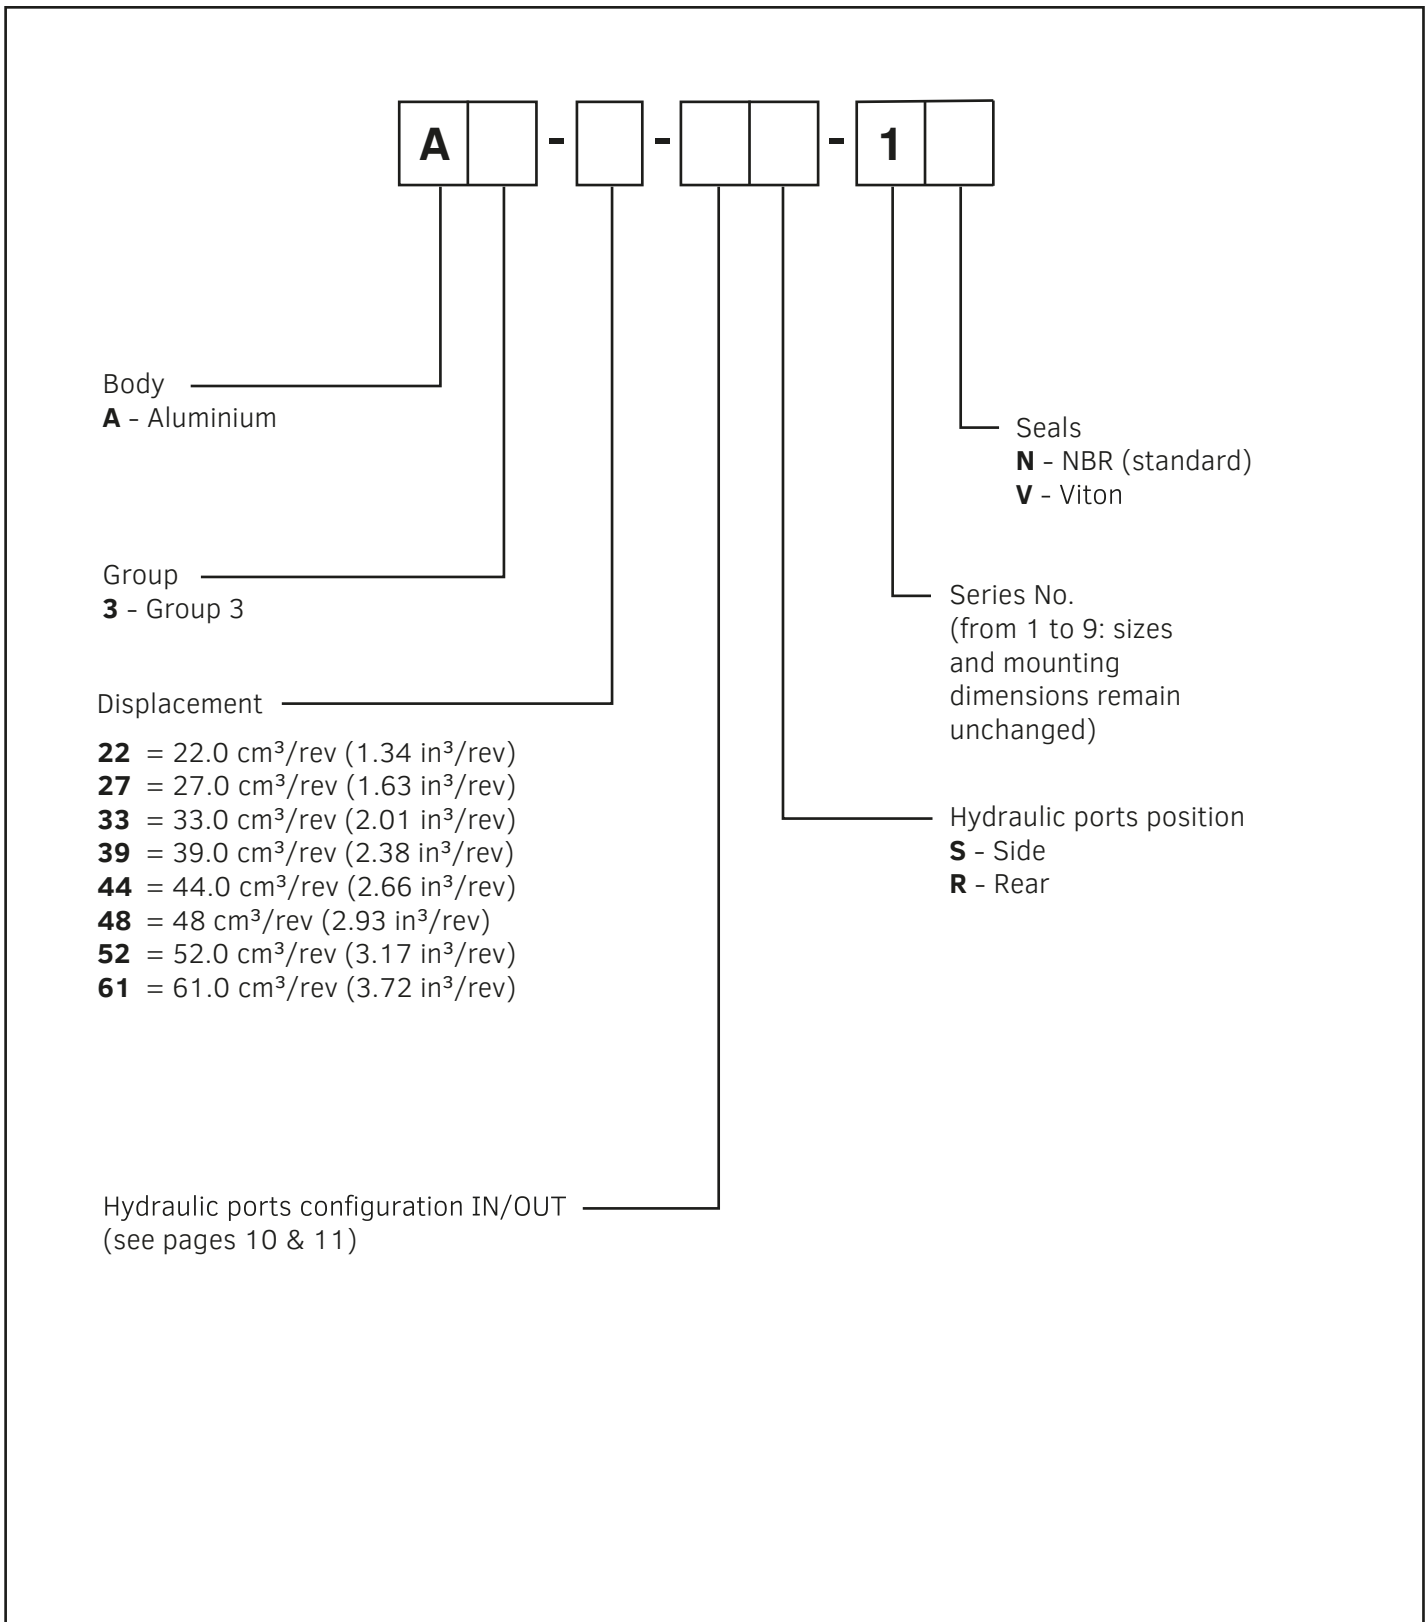 A - - - 1
Body
A - Aluminium
Group
3 - Group 3
Displacement
22 = 22.0 cm³/rev (1.34 in³/rev)
27 = 27.0 cm³/rev (1.63 in³/rev)
33 = 33.0 cm³/rev (2.01 in³/rev)
39 = 39.0 cm³/rev (2.38 in³/rev)
44 = 44.0 cm³/rev (2.66 in³/rev)
48 = 48 cm³/rev (2.93 in³/rev)
52 = 52.0 cm³/rev (3.17 in³/rev)
61 = 61.0 cm³/rev (3.72 in³/rev)
Hydraulic ports configuration IN/OUT
(see pages 10 & 11)
Seals
N - NBR (standard)
V - Viton
Series No.
(from 1 to 9: sizes
and mounting
dimensions remain
unchanged)
Hydraulic ports position
S - Side
R - Rear